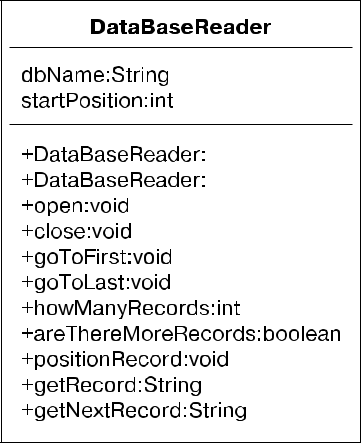 DataBaseReader
dbName:String
startPosition:int
+DataBaseReader:
+DataBaseReader:
+open:void
+close:void
+goToFirst:void
+goToLast:void
+howManyRecords:int
+areThereMoreRecords:boolean
+positionRecord:void
+getRecord:String
+getNextRecord:String